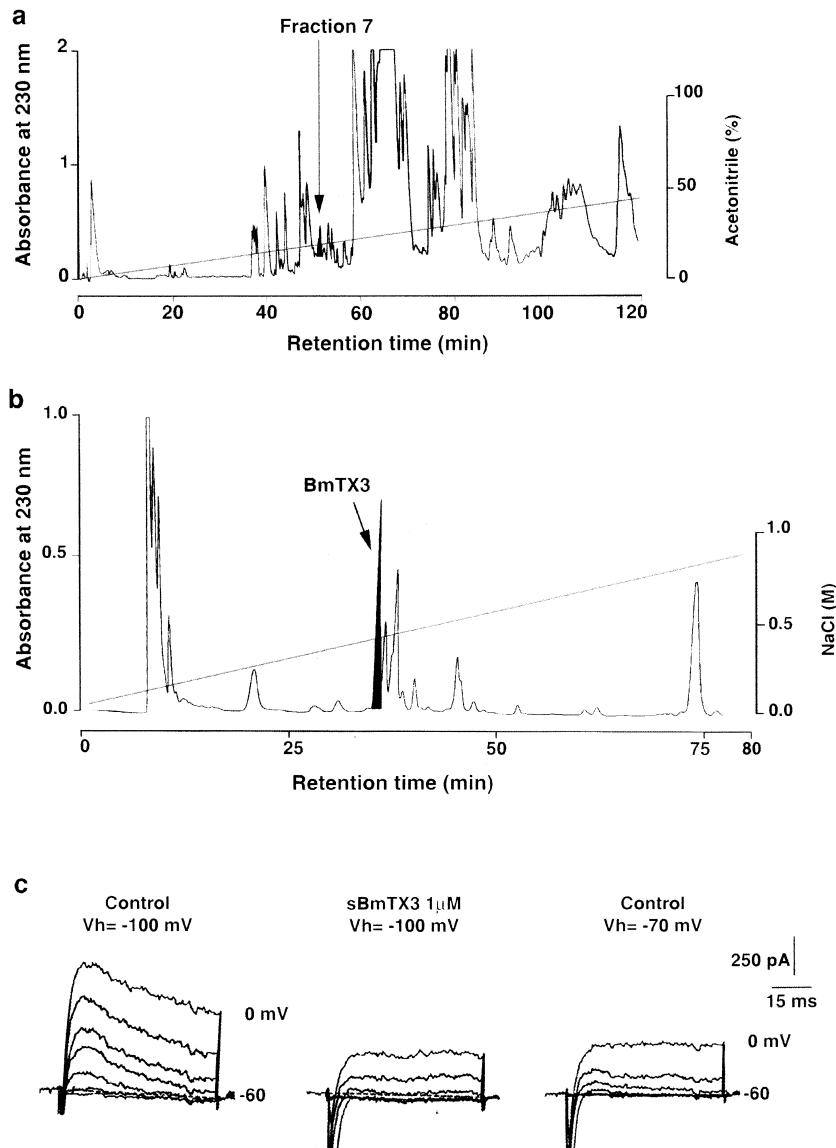 a
Fraction 7
Absorbance at 230 nm
2
1
0
100
50
0
Acetonitrile (%)
0 20 40 60 80 100 120
Retention time (min)
b
BmTX3
Absorbance at 230 nm
1.0
0.5
0.0
1.0
0.5
0.0
NaCl (M)
0 25 50 75 80
Retention time (min)
c
Control
Vh= -100 mV
sBmTX3 1µM
Vh= -100 mV
Control
Vh= -70 mV
250 pA
15 ms
0 mV
-60
0 mV
-60